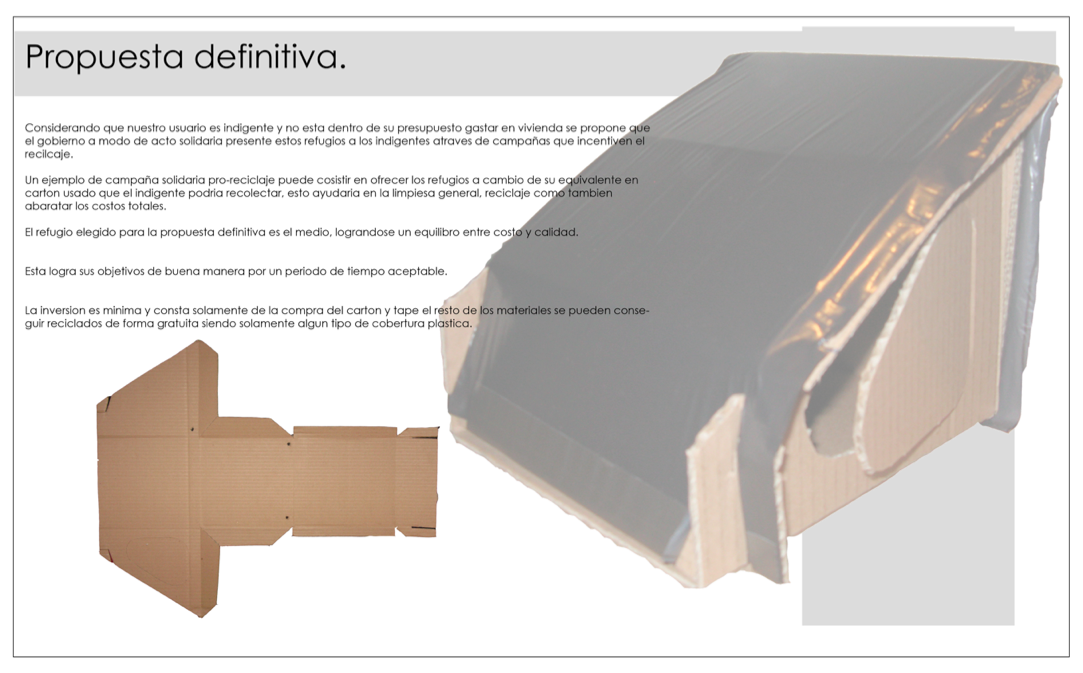 Propuesta definitiva.
Considerando que nuestro usuario es indigente y no esta dentro de su presupuesto gastar en vivienda se propone que
el gobierno a modo de acto solidaria presente estos refugios a los indigentes atraves de campañas que incentiven el
recilcaje.
Un ejemplo de campaña solidaria pro-reciclaje puede cosistir en ofrecer los refugios a cambio de su equivalente en
carton usado que el indigente podria recolectar, esto ayudaria en la limpiesa general, reciclaje como tambien
abaratar los costos totales.
El refugio elegido para la propuesta definitiva es el medio, lograndose un equilibro entre costo y calidad.
Esta logra sus objetivos de buena manera por un periodo de tiempo aceptable.
La inversion es minima y consta solamente de la compra del carton y tape el resto de los materiales se pueden conse-
guir reciclados de forma gratuita siendo solamente algun tipo de cobertura plastica.